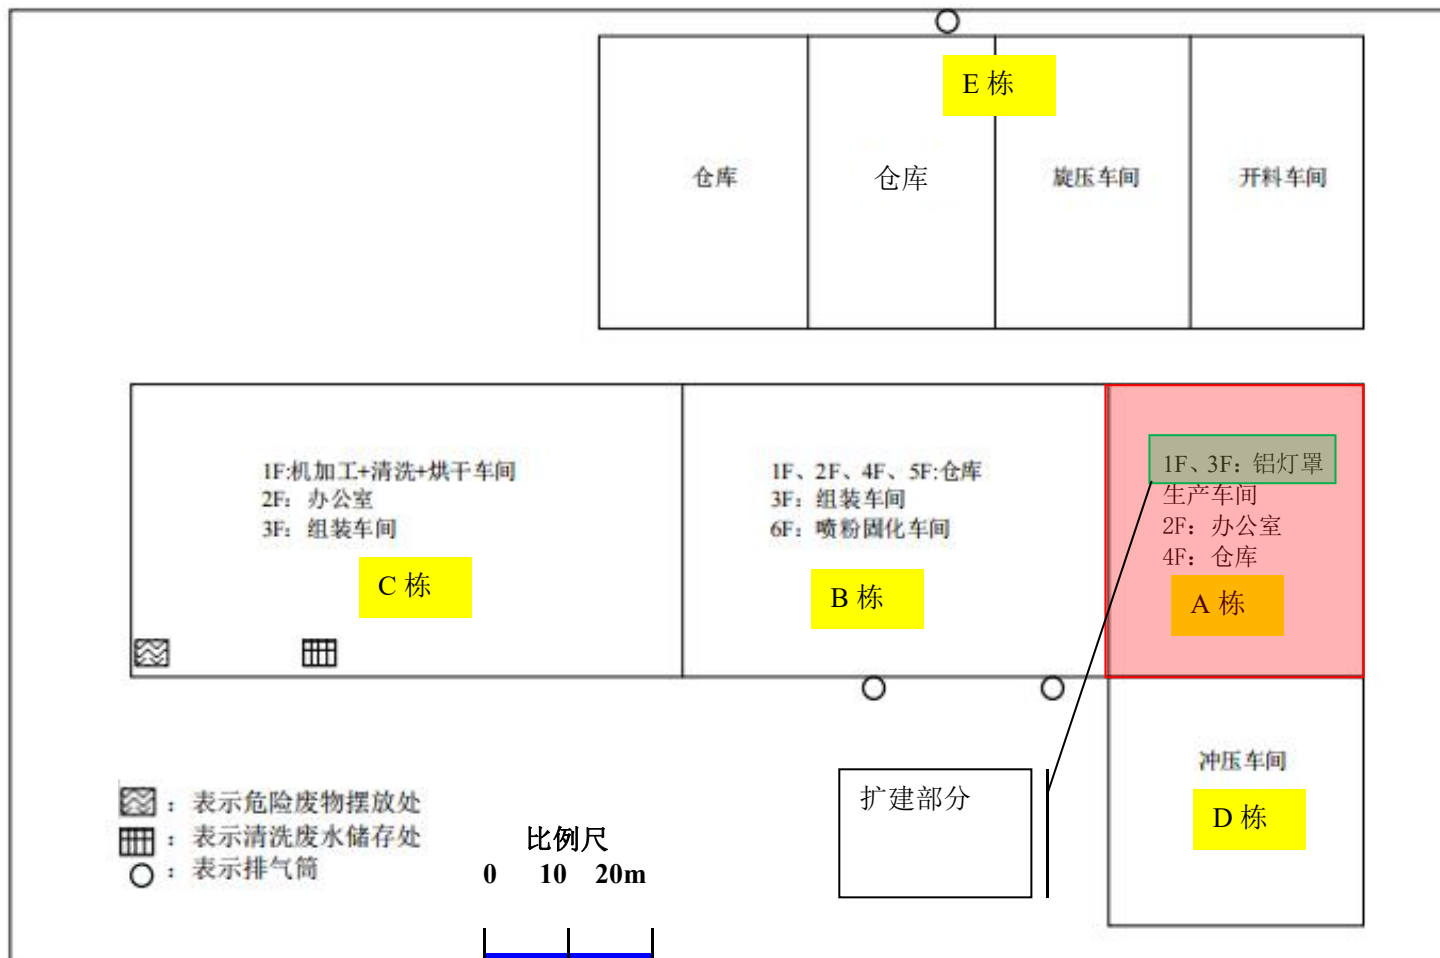 E 栋
仓库
仓库
旋压车间
开料车间
1F:机加工+清洗+烘干车间
2F：办公室
3F：组装车间
C 栋
1F、2F、4F、5F:仓库
3F：组装车间
6F：喷粉固化车间
B 栋
1F、3F：铝灯罩
生产车间
2F：办公室
4F：仓库
A 栋
冲压车间
D 栋
扩建部分
：表示危险废物摆放处
：表示清洗废水储存处
：表示排气筒
比例尺
0 10 20m